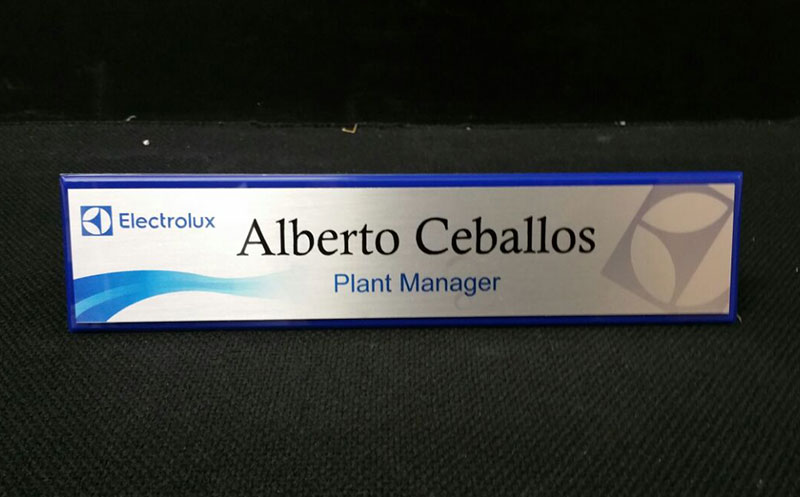 Electrolux
Alberto Ceballos
Plant Manager